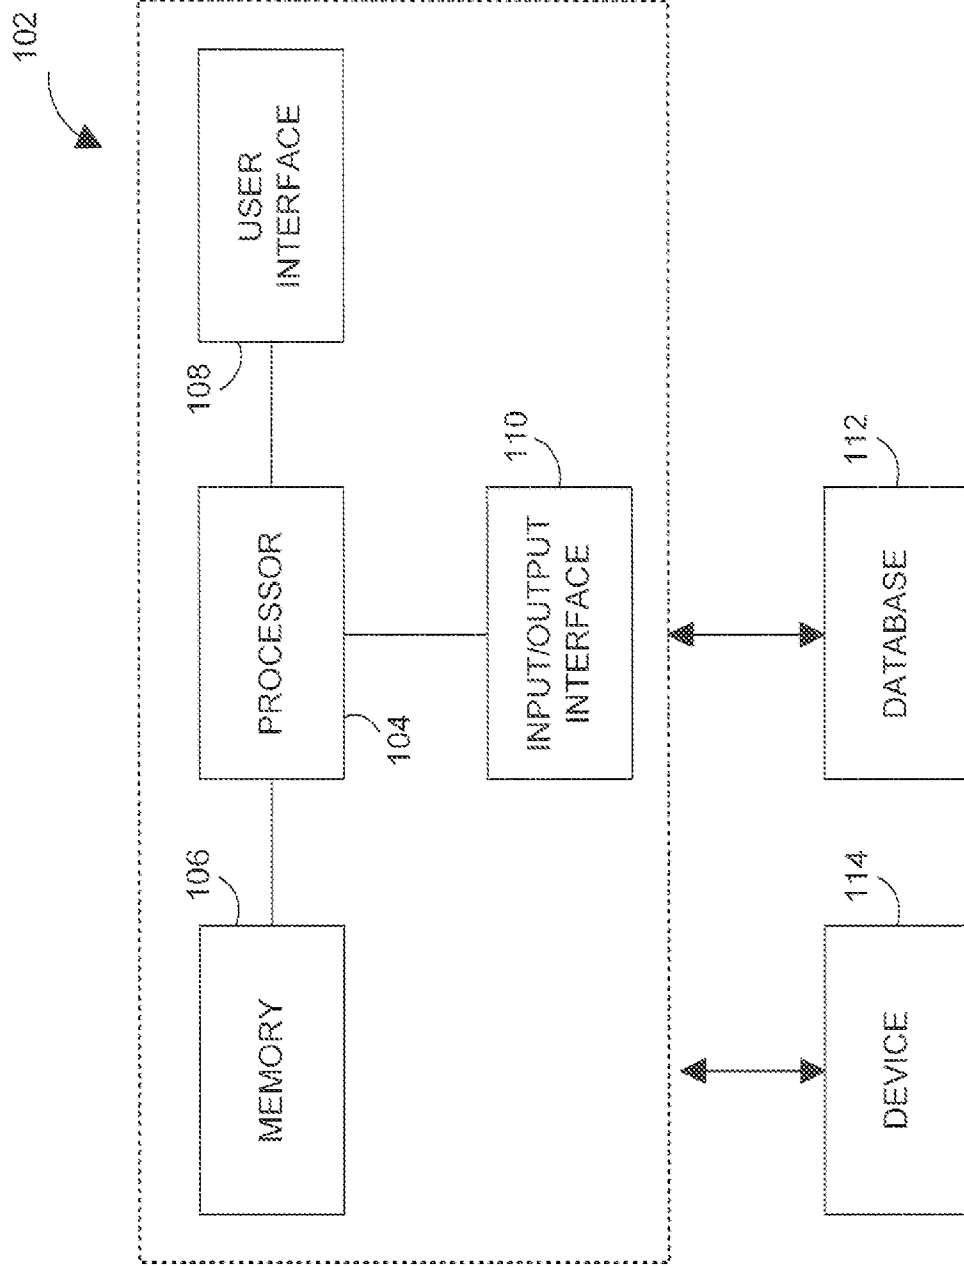 102
MEMORY
106
PROCESSOR
104
USER
INTERFACE
108
INPUT/OUTPUT
INTERFACE
110
DEVICE
114
DATABASE
112